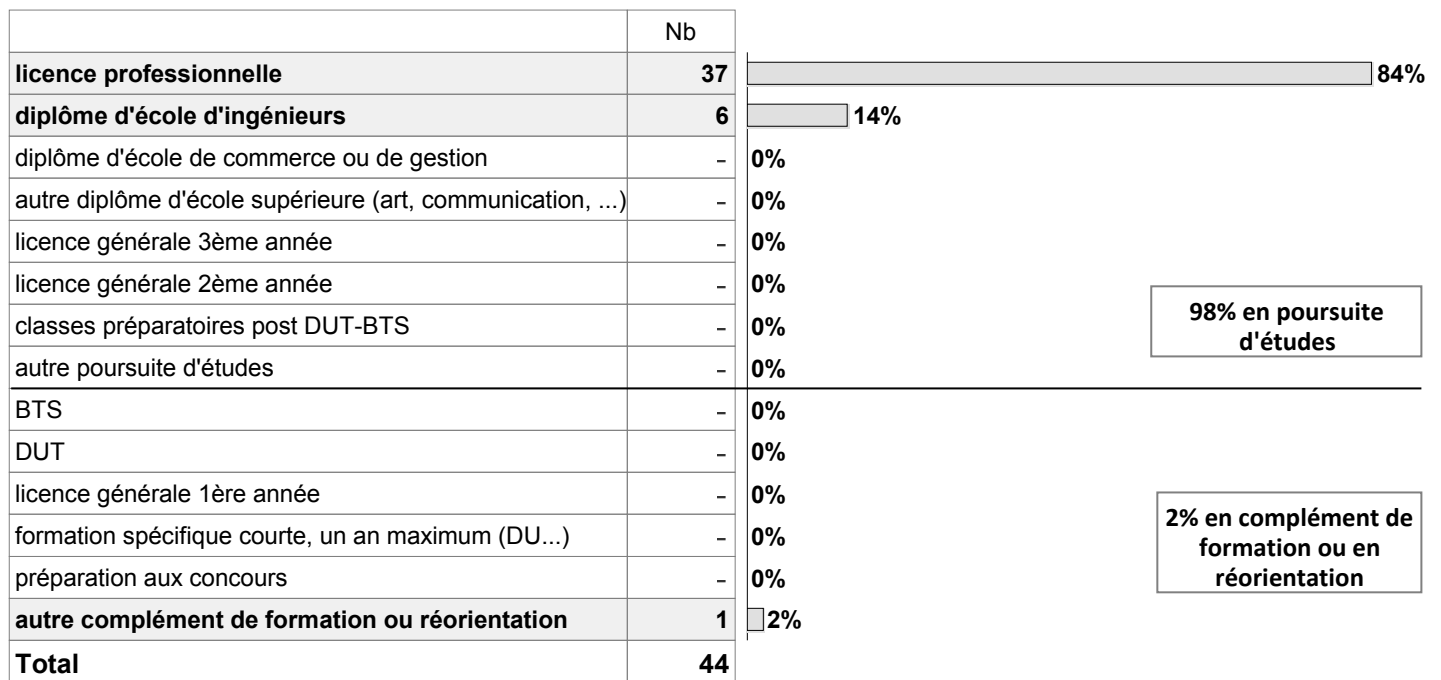 Nb
licence professionnelle 37 84%
diplôme d'école d'ingénieurs 6 14%
diplôme d'école de commerce ou de gestion - 0%
autre diplôme d'école supérieure (art, communication, ...) - 0%
licence générale 3ème année - 0%
licence générale 2ème année - 0%
classes préparatoires post DUT-BTS - 0%
autre poursuite d'études - 0%
98% en poursuite
d'études
BTS - 0%
DUT - 0%
licence générale 1ère année - 0%
formation spécifique courte, un an maximum (DU...) - 0%
préparation aux concours - 0%
autre complément de formation ou réorientation 1 2%
2% en complément de
formation ou en
réorientation
Total 44